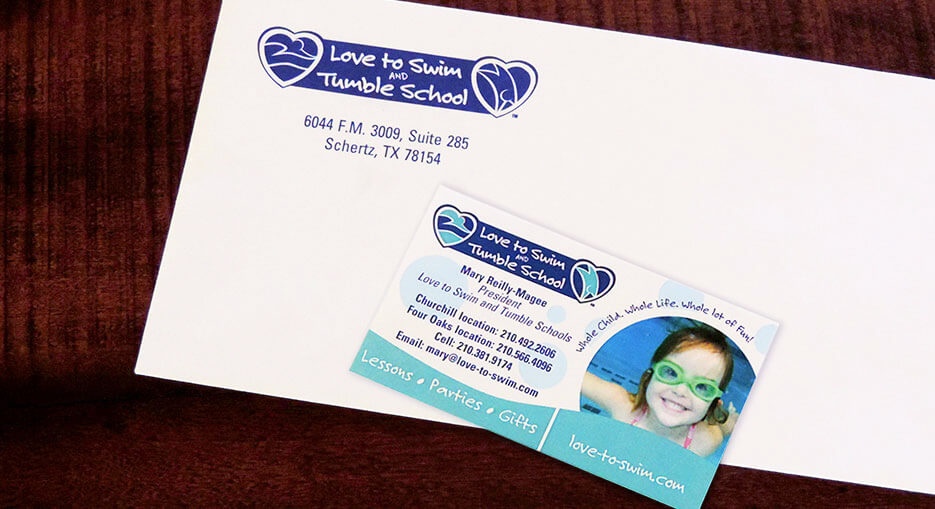 Love to Swim
AND
Tumble School
TM
6044 F.M. 3009, Suite 285
Schertz, TX 78154
Love to Swim
AND
Tumble School
TM
Mary Reilly-Magee
President
Love to Swim and Tumble Schools
Churchill location: 210.492.2606
Four Oaks location: 210.566.4096
Cell: 210.381.9174
Email: mary@love-to-swim.com
Whole Child. Whole Life. Whole lot of Fun!
Lessons • Parties • Gifts
love-to-swim.com